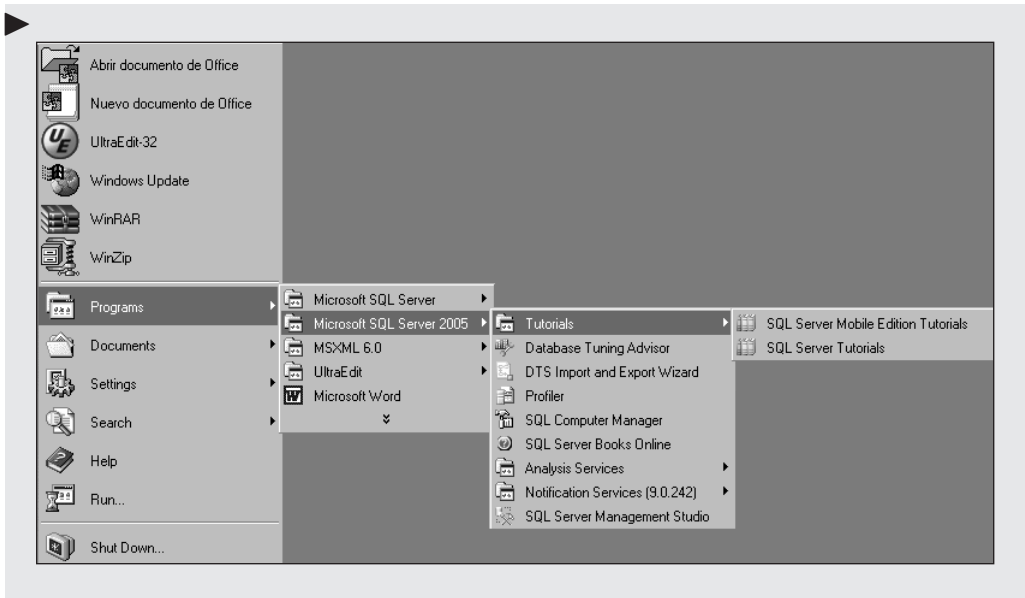 Abrir documento de Office
Nuevo documento de Office
UltraEdit-32
Windows Update
WinRAR
WinZip
Programs
Documents
Settings
Search
Help
Run...
Shut Down...
Microsoft SQL Server
Microsoft SQL Server 2005
MSXML 6.0
UltraEdit
Microsoft Word
Tutorials
Database Tuning Advisor
DTS Import and Export Wizard
Profiler
SQL Computer Manager
SQL Server Books Online
Analysis Services
Notification Services (9.0.242)
SQL Server Management Studio
SQL Server Mobile Edition Tutorials
SQL Server Tutorials